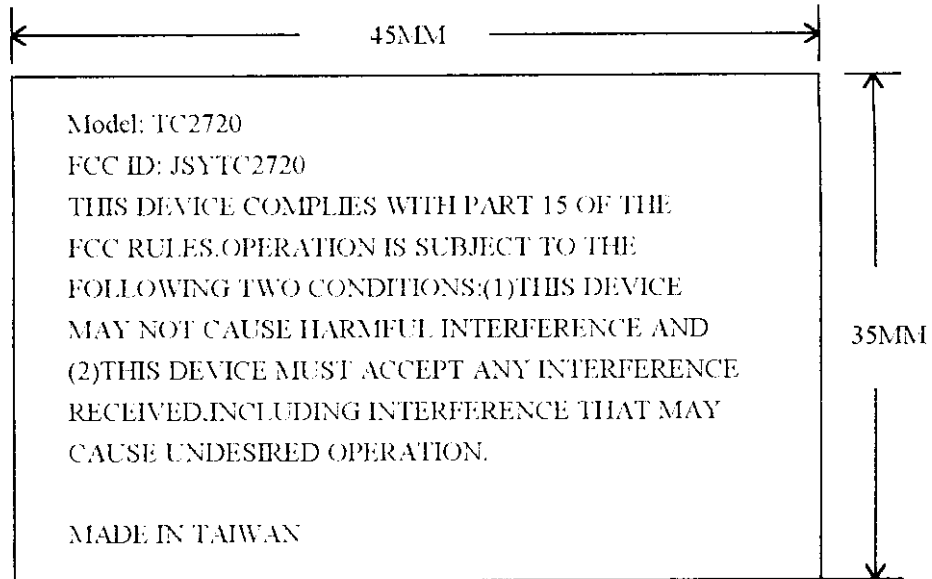 45MM
Model: TC2720
FCC ID: JSYTC2720
THIS DEVICE COMPLIES WITH PART 15 OF THE
FCC RULES.OPERATION IS SUBJECT TO THE
FOLLOWING TWO CONDITIONS:(1)THIS DEVICE
MAY NOT CAUSE HARMFUL INTERFERENCE AND
35MM
(2)THIS DEVICE MUST ACCEPT ANY INTERFERENCE
RECEIVED.INCLUDING INTERFERENCE THAT MAY
CAUSE UNDESIRED OPERATION.
MADE IN TAIWAN